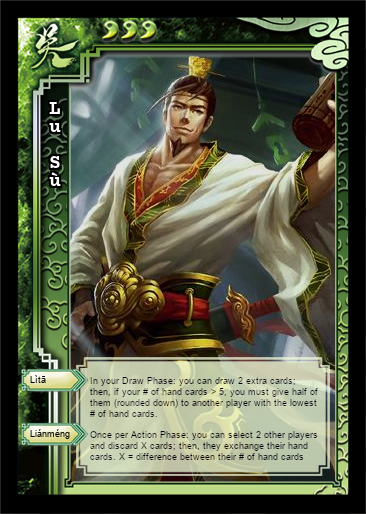 吳
Lu Sù
Lìtā
In your Draw Phase: you can draw 2 extra cards;
then, if your # of hand cards > 5, you must give half of
them (rounded down) to another player with the lowest
# of hand cards.
Liánméng
Once per Action Phase: you can select 2 other players
and discard X cards; then, they exchange their hand
cards. X = difference between their # of hand cards